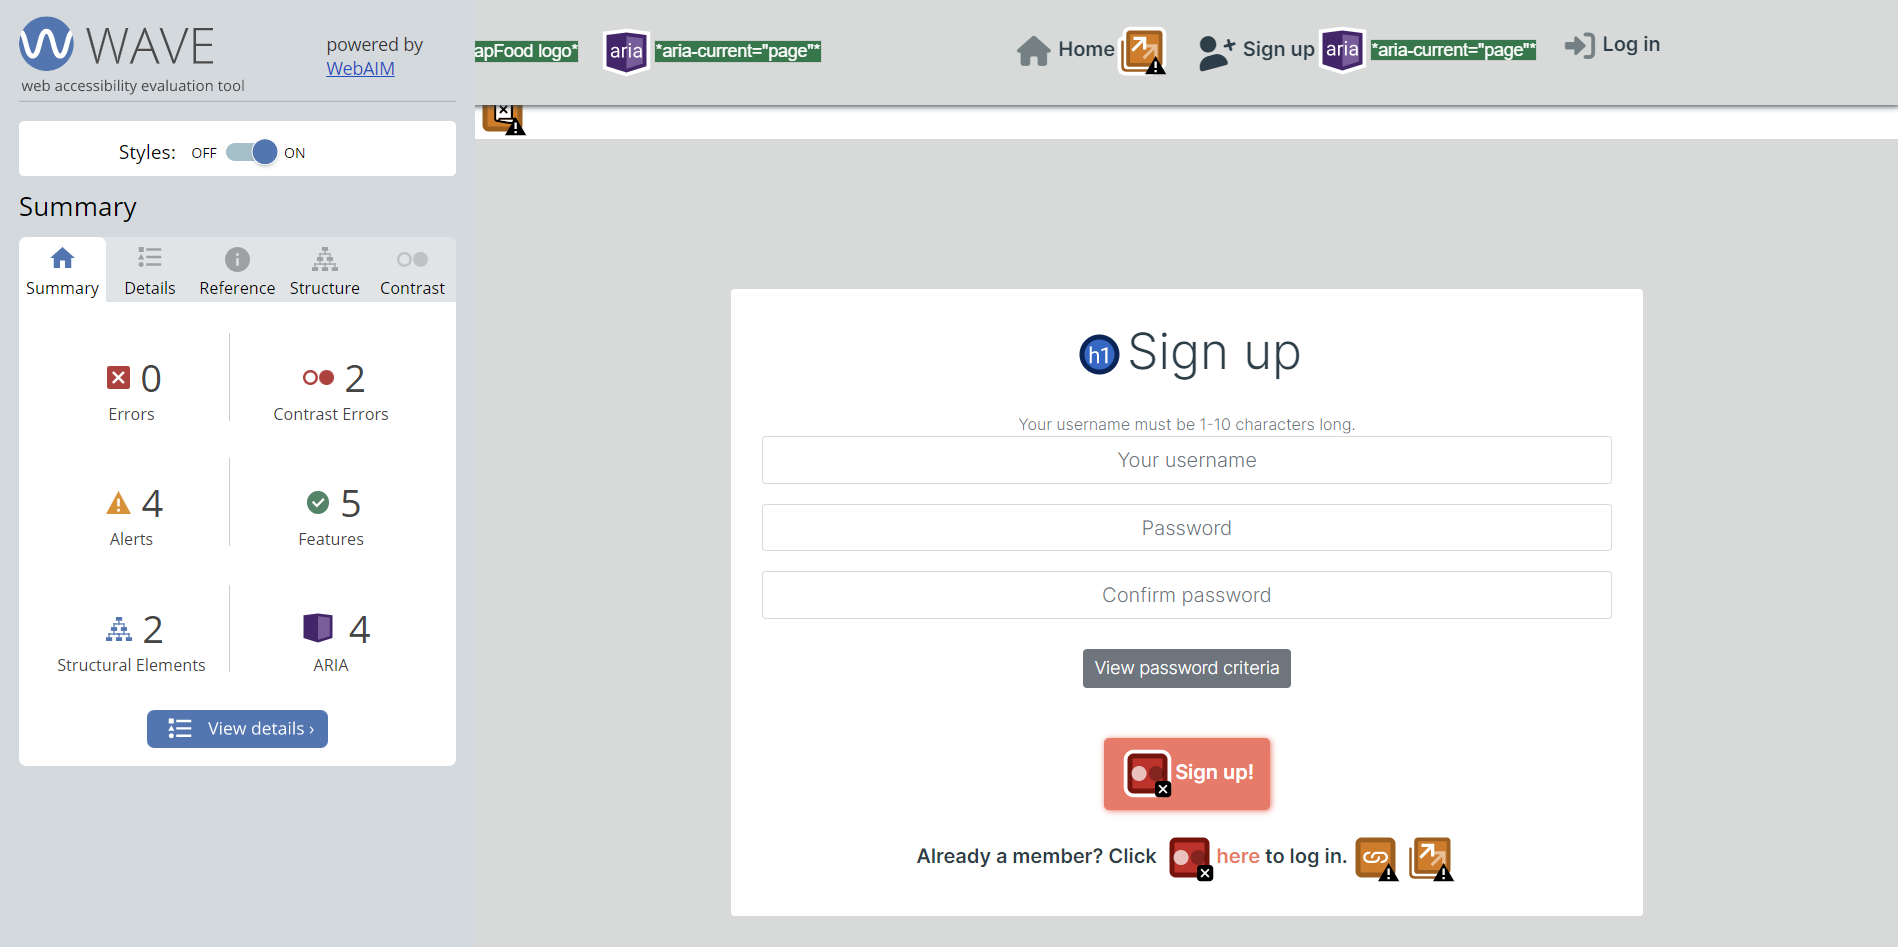 WAVE
powered by
WebAIM
web accessibility evaluation tool
Styles: OFF ON
Summary
Summary Details Reference Structure Contrast
0
Errors
2
Contrast Errors
4
Alerts
5
Features
2
Structural Elements
4
ARIA
View details ›
apFood logo* aria *aria-current="page"*
Home Sign up aria *aria-current="page"* Log in
h1 Sign up
Your username must be 1-10 characters long.
Your username
Password
Confirm password
View password criteria
Sign up!
Already a member? Click here to log in.